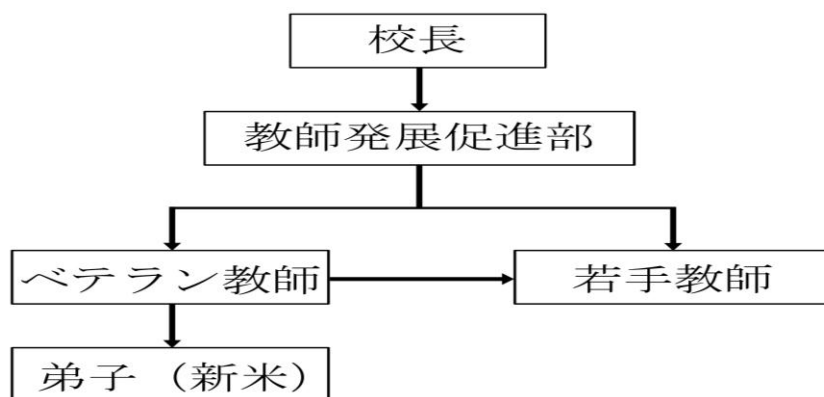 校長
教師発展促進部
ベテラン教師
若手教師
弟子（新米）